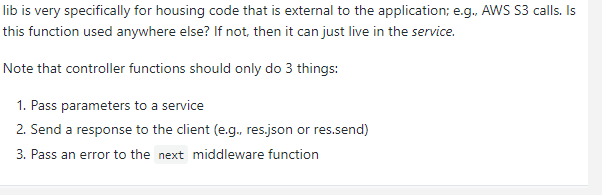 lib is very specifically for housing code that is external to the application; e.g., AWS S3 calls. Is
this function used anywhere else? If not, then it can just live in the service.
Note that controller functions should only do 3 things:
1. Pass parameters to a service
2. Send a response to the client (e.g., res.json or res.send)
3. Pass an error to the next middleware function